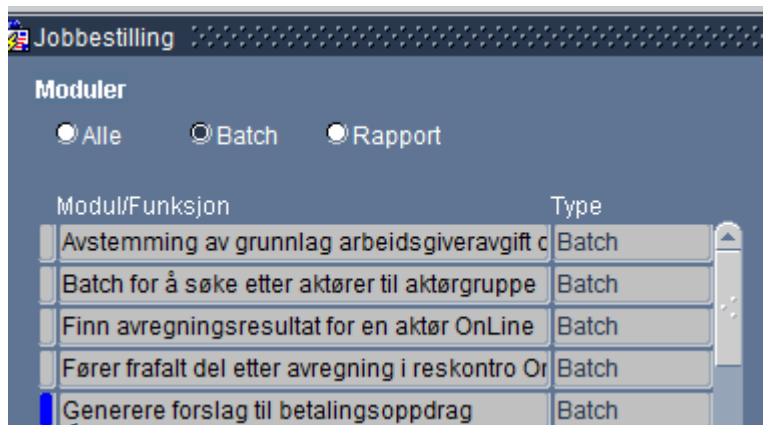 Jobbestilling
Moduler
Alle Batch Rapport
Modul/Funksjon Type
Avstemming av grunnlag arbeidsgiveravgift Batch
Batch for å søke etter aktører til aktørgruppe Batch
Finn avregningsresultat for en aktør OnLine Batch
Fører frafalt del etter avregning i reskontro Batch
Generere forslag til betalingsoppdrag Batch